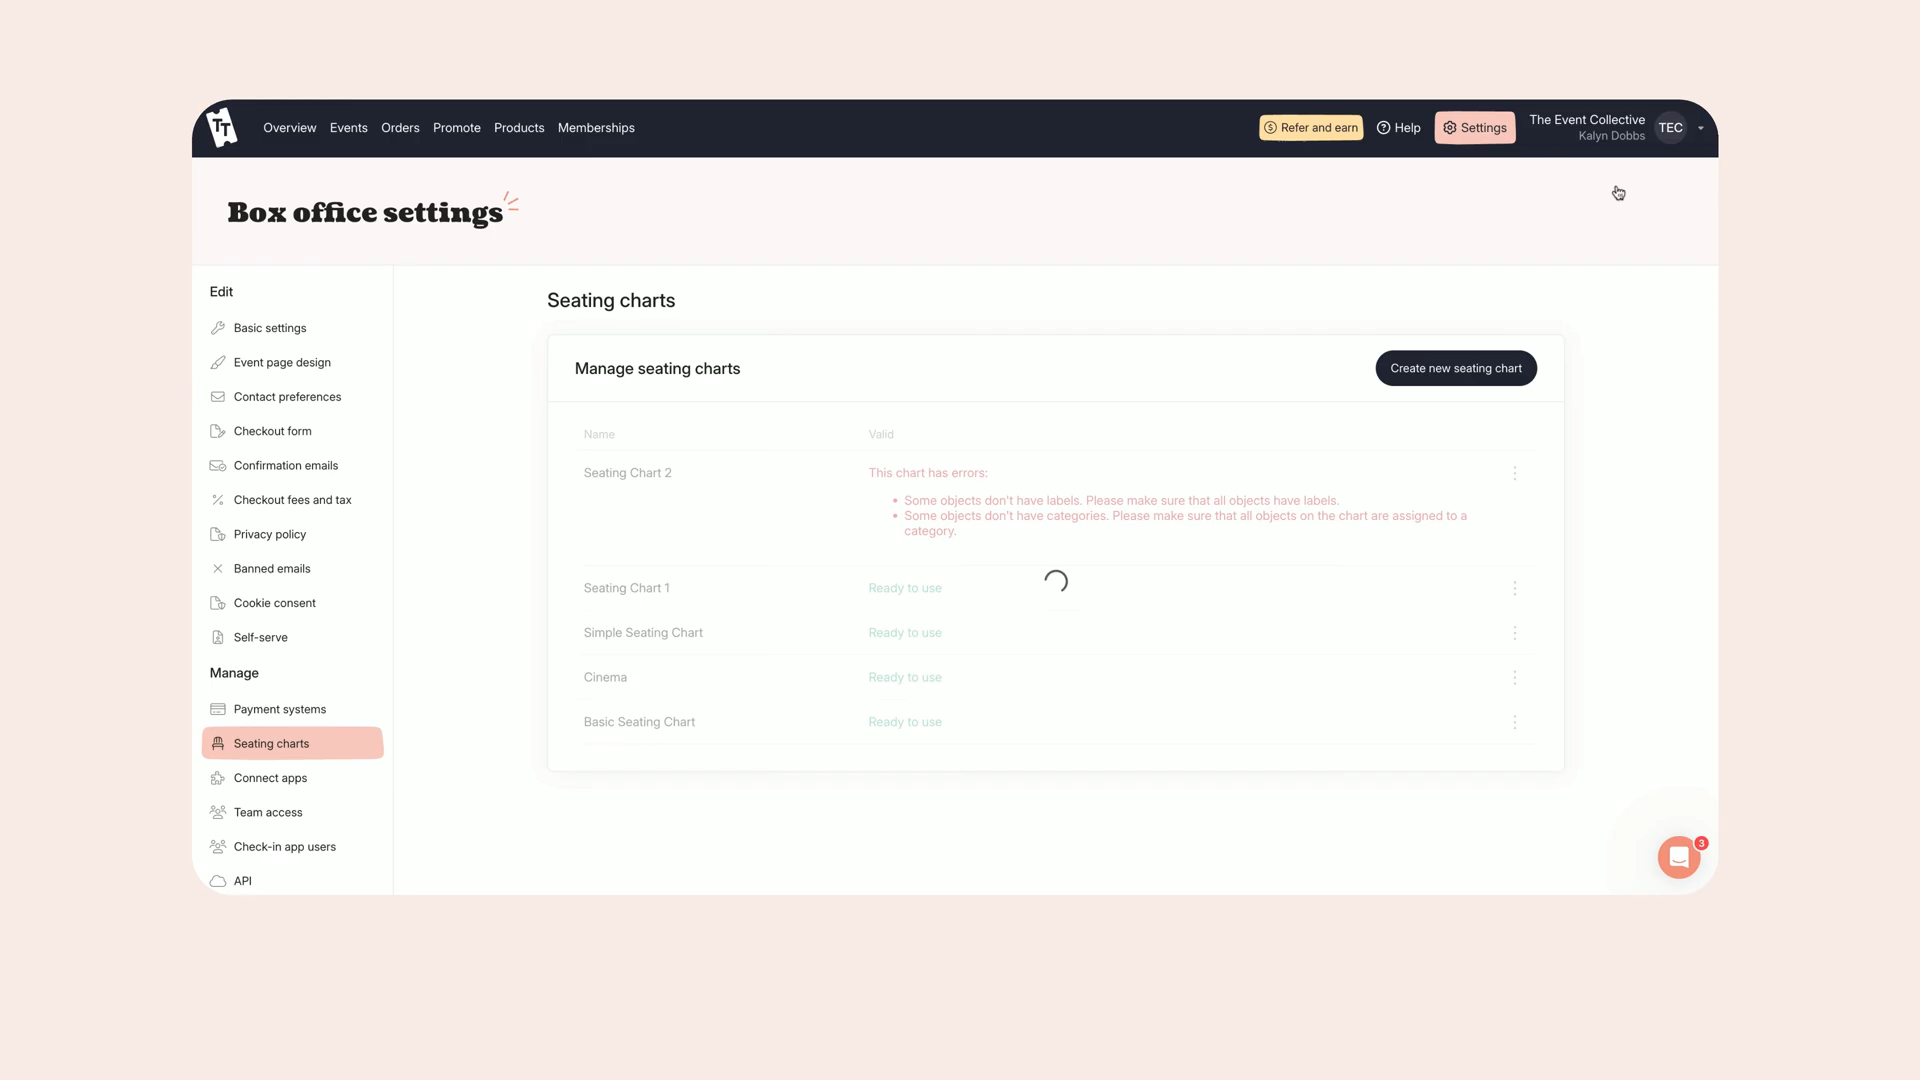 TT
Overview Events Orders Promote Products Memberships
Refer and earn Help Settings The Event Collective TEC
Kalyn Dobbs
Box office settings
Edit
Basic settings
Event page design
Contact preferences
Checkout form
Confirmation emails
Checkout fees and tax
Privacy policy
Banned emails
Cookie consent
Self-serve
Manage
Payment systems
Seating charts
Connect apps
Team access
Check-in app users
API
Seating charts
Manage seating charts Create new seating chart
Name Valid
Seating Chart 2 This chart has errors:
• Some objects don't have labels. Please make sure that all objects have labels.
• Some objects don't have categories. Please make sure that all objects on the chart are assigned to a
category.
Seating Chart 1 Ready to use
Simple Seating Chart Ready to use
Cinema Ready to use
Basic Seating Chart Ready to use
3